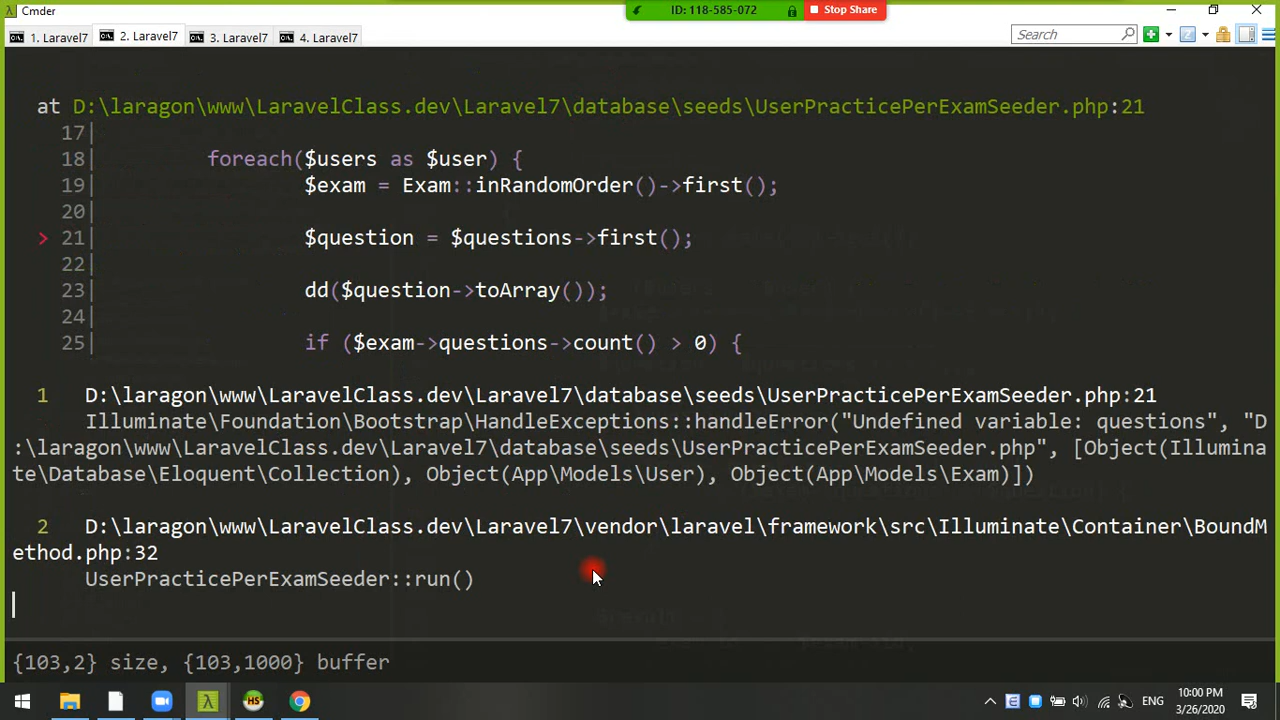 Cmder
ID: 118-585-072
Stop Share
1. Laravel7
2. Laravel7
3. Laravel7
4. Laravel7
Search
at D:\laragon\www\LaravelClass.dev\Laravel7\database\seeds\UserPracticePerExamSeeder.php:21
17|
18| foreach($users as $user) {
19| $exam = Exam::inRandomOrder()->first();
20|
> 21| $question = $questions->first();
22|
23| dd($question->toArray());
24|
25| if ($exam->questions->count() > 0) {
1 D:\laragon\www\LaravelClass.dev\Laravel7\database\seeds\UserPracticePerExamSeeder.php:21
Illuminate\Foundation\Bootstrap\HandleExceptions::handleError("Undefined variable: questions", "D
:\laragon\www\LaravelClass.dev\Laravel7\database\seeds\UserPracticePerExamSeeder.php", [Object(Illumina
te\Database\Eloquent\Collection), Object(App\Models\User), Object(App\Models\Exam)])
2 D:\laragon\www\LaravelClass.dev\Laravel7\vendor\laravel\framework\src\Illuminate\Container\BoundM
ethod.php:32
UserPracticePerExamSeeder::run()
{103,2} size, {103,1000} buffer
λ
HS
ENG
10:00 PM
3/26/2020